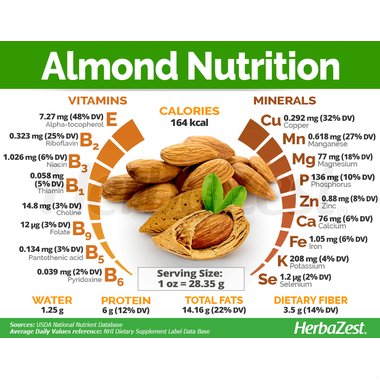 Almond Nutrition
VITAMINS
7.27 mg (48% DV) E
Alpha-tocopherol
0.323 mg (25% DV) B2
Riboflavin
1.026 mg (6% DV) B3
Niacin
0.058 mg
(5% DV) B1
Thiamin
14.8 mg (3% DV)
Choline
12 µg (3% DV) B9
Folate
0.134 mg (3% DV) B5
Pantothenic acid
0.039 mg (2% DV) B6
Pyridoxine
CALORIES
164 kcal
MINERALS
Cu 0.292 mg (32% DV)
Copper
Mn 0.618 mg (27% DV)
Manganese
Mg 77 mg (18% DV)
Magnesium
P 136 mg (10% DV)
Phosphorus
Zn 0.88 mg (8% DV)
Zinc
Ca 76 mg (6% DV)
Calcium
Fe 1.05 mg (6% DV)
Iron
K 208 mg (4% DV)
Potassium
Se 1.2 µg (2% DV)
Selenium
Serving Size:
1 oz = 28.35 g
WATER
1.25 g
PROTEIN
6 g (12% DV)
TOTAL FATS
14.16 g (22% DV)
DIETARY FIBER
3.5 g (14% DV)
Sources: USDA National Nutrient Database
Average Daily Values reference: NHI Dietary Supplement Label Data Base
HerbaZest.